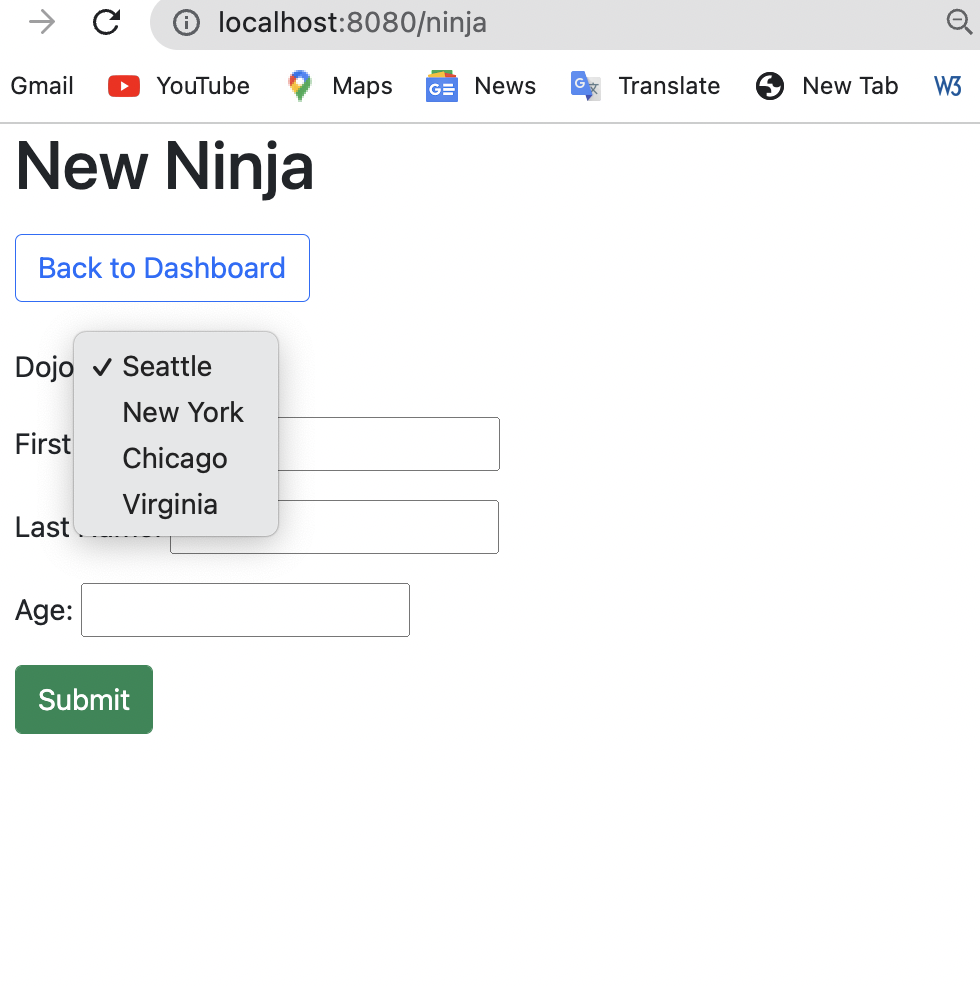 localhost:8080/ninja
Gmail YouTube Maps News Translate New Tab W3
New Ninja
Back to Dashboard
Dojo ✓ Seattle
New York
First
Chicago
Virginia
Last
Age:
Submit